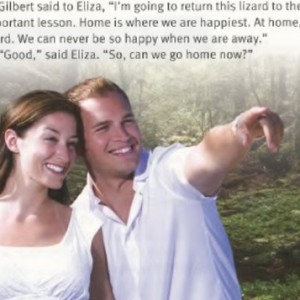 Gilbert said to Eliza, “I’m going to return this lizard to the
portant lesson. Home is where we are happiest. At home,
rd. We can never be so happy when we are away.”
“Good,” said Eliza. “So, can we go home now?”